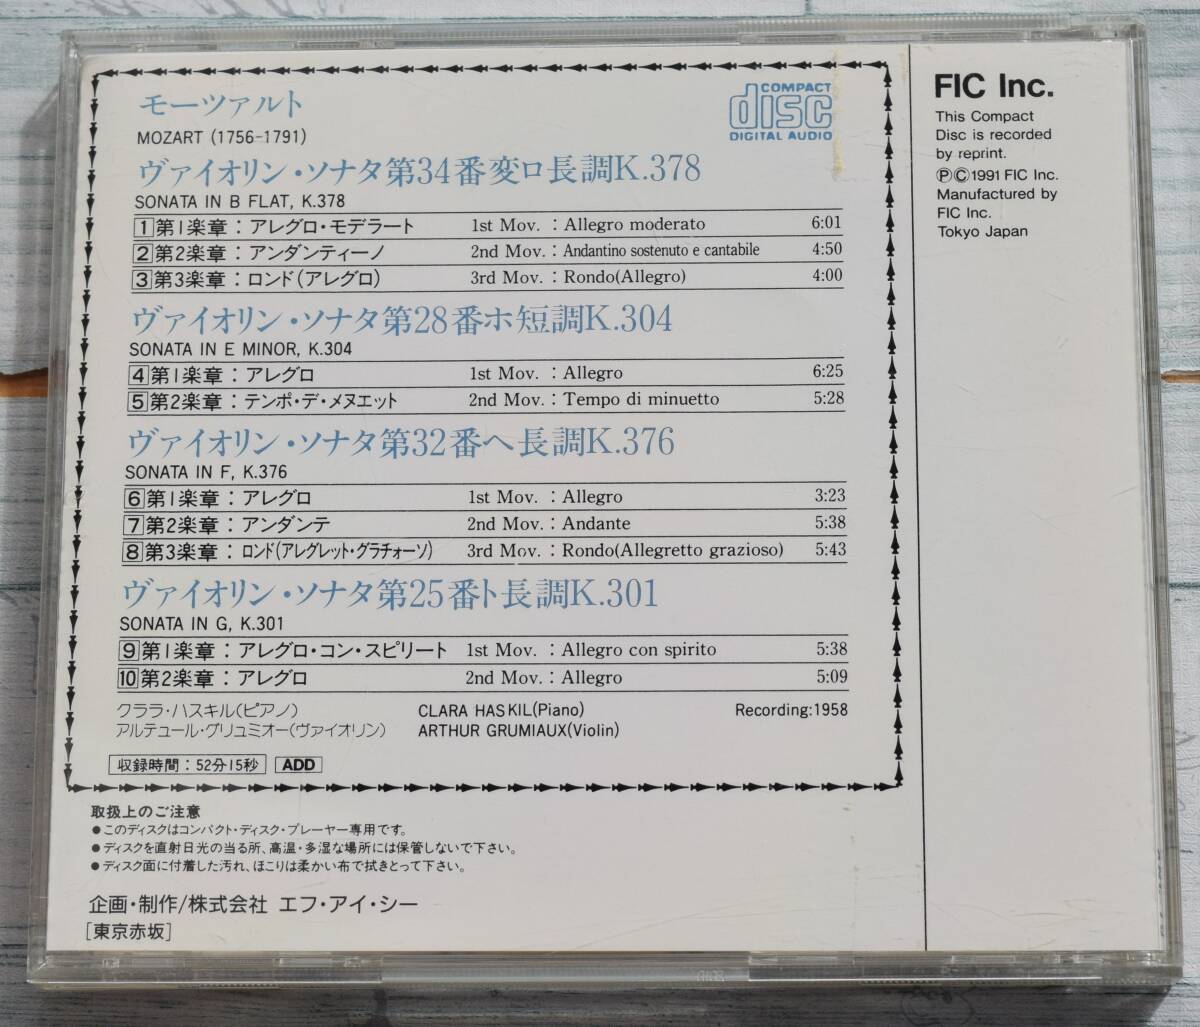 モーツァルト
MOZART (1756-1791)
COMPACT
disc
DIGITAL AUDIO
ヴァイオリン・ソナタ第34番変ロ長調K.378
SONATA IN B FLAT, K.378
1 第1楽章：アレグロ・モデラート 1st Mov.：Allegro moderato 6:01
2 第2楽章：アンダンティーノ 2nd Mov.：Andantino sostenuto e cantabile 4:50
3 第3楽章：ロンド(アレグロ) 3rd Mov.：Rondo(Allegro) 4:00
ヴァイオリン・ソナタ第28番ホ短調K.304
SONATA IN E MINOR, K.304
4 第1楽章：アレグロ 1st Mov.：Allegro 6:25
5 第2楽章：テンポ・デ・メヌエット 2nd Mov.：Tempo di minuetto 5:28
ヴァイオリン・ソナタ第32番ヘ長調K.376
SONATA IN F, K.376
6 第1楽章：アレグロ 1st Mov.：Allegro 3:23
7 第2楽章：アンダンテ 2nd Mov.：Andante 5:38
8 第3楽章：ロンド(アレグレット・グラチォーソ) 3rd Mov.：Rondo(Allegretto grazioso) 5:43
ヴァイオリン・ソナタ第25番ト長調K.301
SONATA IN G, K.301
9 第1楽章：アレグロ・コン・スピリート 1st Mov.：Allegro con spirito 5:38
10 第2楽章：アレグロ 2nd Mov.：Allegro 5:09
クララ・ハスキル(ピアノ) CLARA HASKIL(Piano) Recording:1958
アルテュール・グリュミオー(ヴァイオリン) ARTHUR GRUMIAUX(Violin)
収録時間：52分15秒 ADD
取扱上のご注意
●このディスクはコンパクト・ディスク・プレーヤー専用です。
●ディスクを直射日光の当る所、高温・多湿な場所には保管しないで下さい。
●ディスク面に付着した汚れ、ほこりは柔かい布で拭きとって下さい。
企画・制作/株式会社 エフ・アイ・シー
[東京赤坂]
FIC Inc.
This Compact
Disc is recorded
by reprint.
ⓅⒸ1991 FIC Inc.
Manufactured by
FIC Inc.
Tokyo Japan